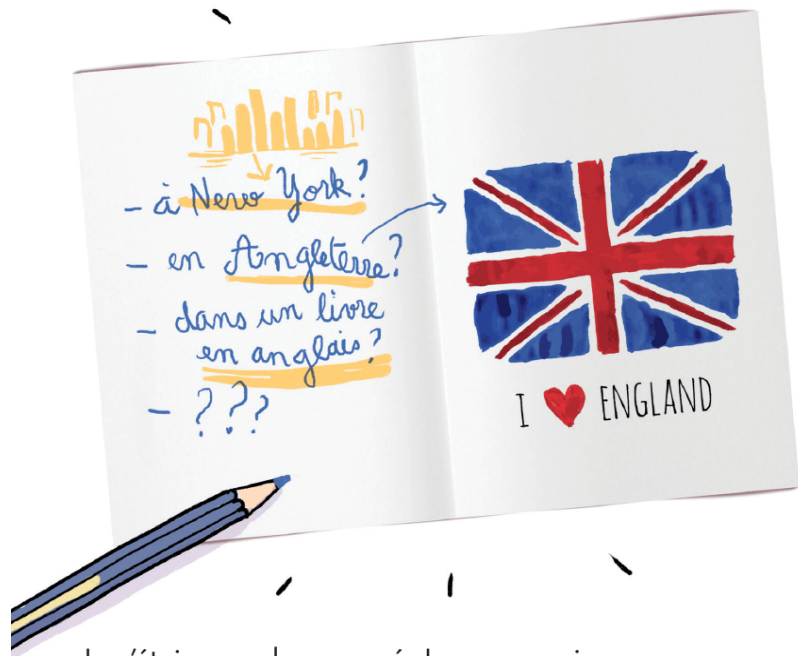 - à New York?
- en Angleterre?
- dans un livre
en anglais?
- ???
I ❤ ENGLAND